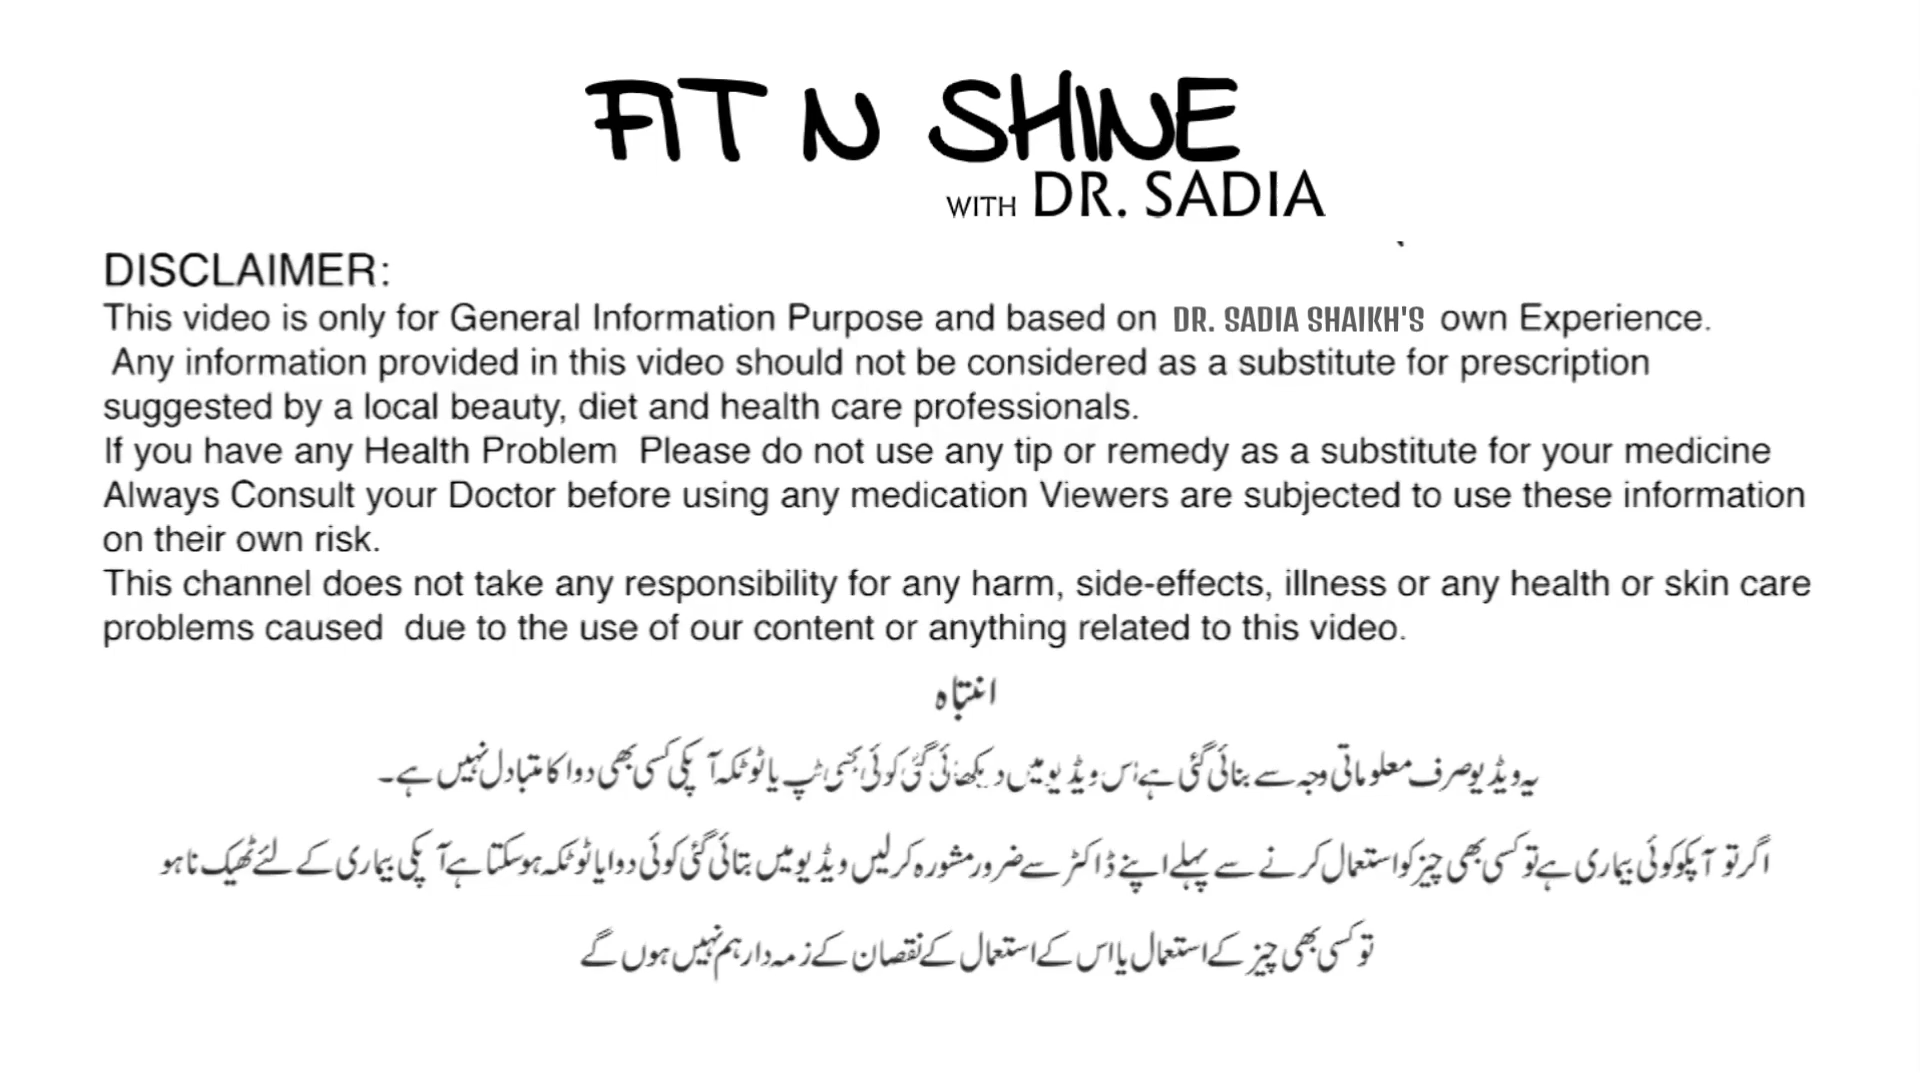 FIT N SHINE
WITH DR. SADIA
DISCLAIMER:
This video is only for General Information Purpose and based on DR. SADIA SHAIKH'S own Experience.
Any information provided in this video should not be considered as a substitute for prescription
suggested by a local beauty, diet and health care professionals.
If you have any Health Problem Please do not use any tip or remedy as a substitute for your medicine
Always Consult your Doctor before using any medication Viewers are subjected to use these information
on their own risk.
This channel does not take any responsibility for any harm, side-effects, illness or any health or skin care
problems caused due to the use of our content or anything related to this video.
انتباہ
یہ ویڈیو صرف معلوماتی وجہ سے بنائی گئی ہے اس ویڈیو میں دیکھائی گئی کوئی بھی ٹپ یا ٹوٹکہ آپکی کسی بھی دوا کا متبادل نہیں ہے۔
اگر تو آپکو کوئی بیماری ہے تو کسی بھی چیز کو استعمال کرنے سے پہلے اپنے ڈاکٹر سے ضرور مشورہ کرلیں ویڈیو میں بتائی گئی کوئی دوا یا ٹوٹکہ ہوسکتا ہے آپکی بیماری کے لئے ٹھیک نا ہو
تو کسی بھی چیز کے استعمال یا اس کے استعمال کے نقصان کے زمہ دار ہم نہیں ہوں گے